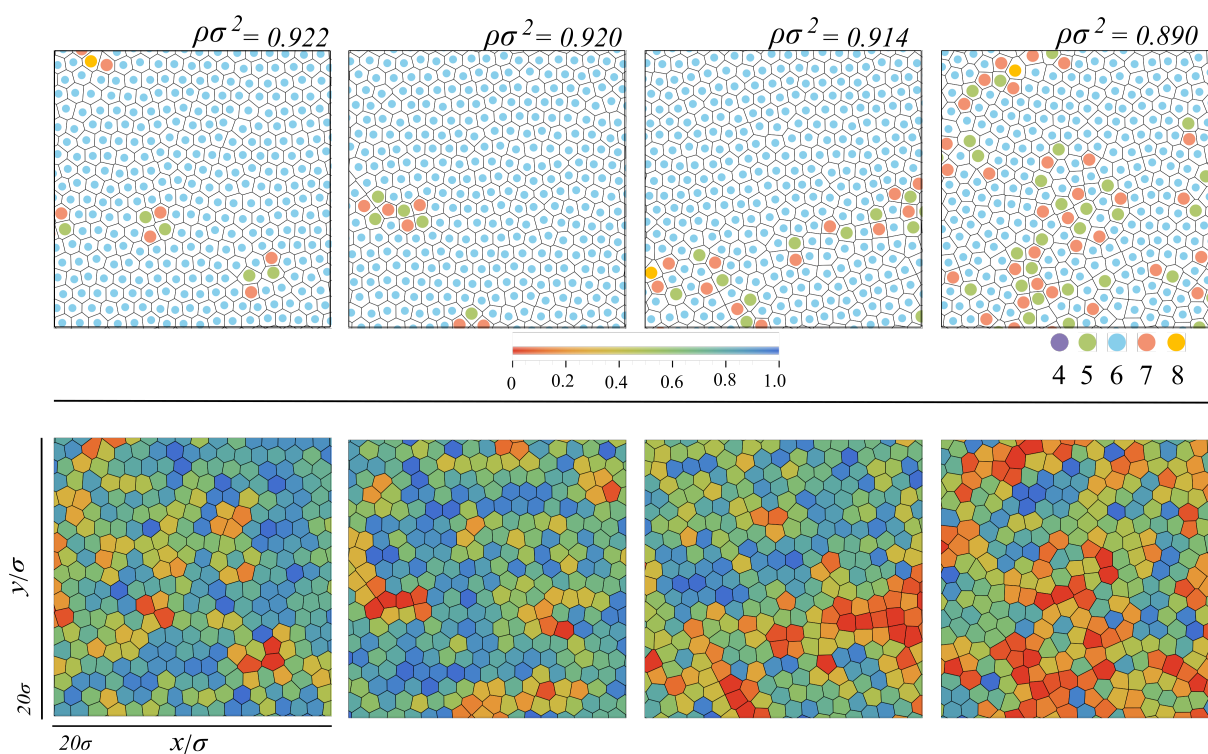 ρσ² = 0.922
ρσ² = 0.920
ρσ² = 0.914
ρσ² = 0.890
0 0.2 0.4 0.6 0.8 1.0
4 5 6 7 8
y/σ
20σ
20σ x/σ